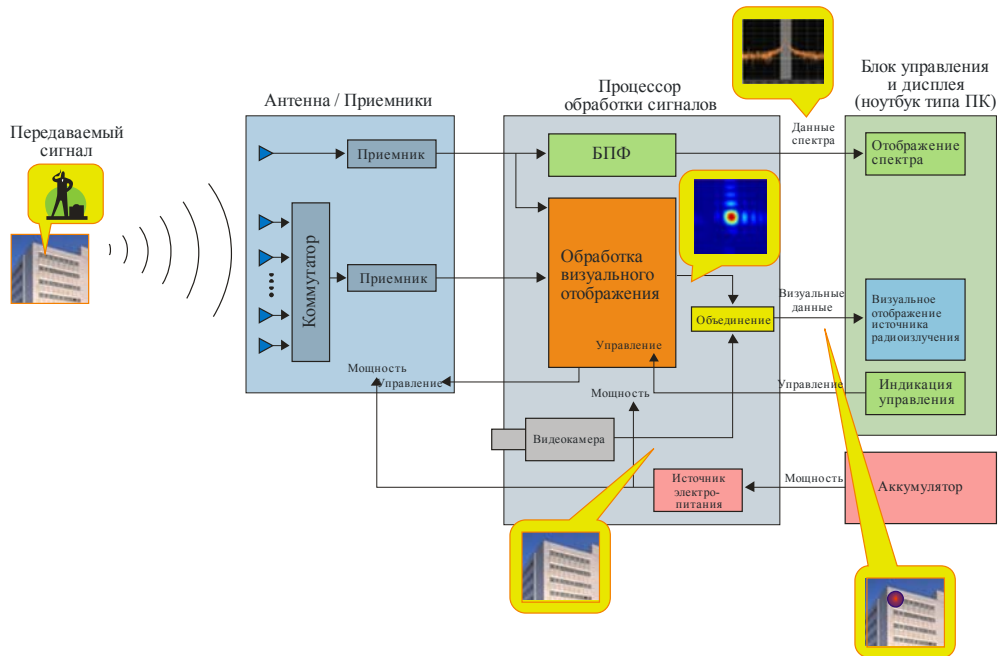 Передаваемый
сигнал
Антенна / Приемники
Приемник
Коммутатор
Приемник
Мощность
Управление
Процессор
обработки сигналов
БПФ
Обработка
визуального
отображения
Управление
Объединение
Мощность
Видеокамера
Источник
электро-
питания
Данные
спектра
Визуальные
данные
Управление
Мощность
Блок управления
и дисплея
(ноутбук типа ПК)
Отображение
спектра
Визуальное
отображение
источника
радиоизлучения
Индикация
управления
Аккумулятор